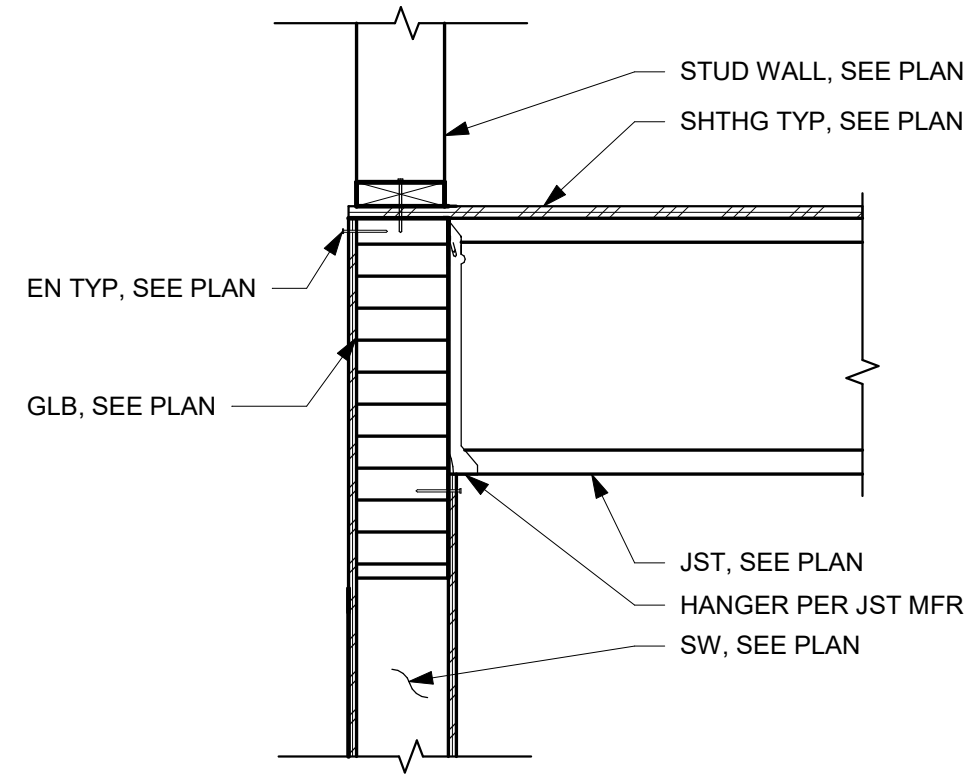 STUD WALL, SEE PLAN
SHTHG TYP, SEE PLAN
EN TYP, SEE PLAN
GLB, SEE PLAN
JST, SEE PLAN
HANGER PER JST MFR
SW, SEE PLAN